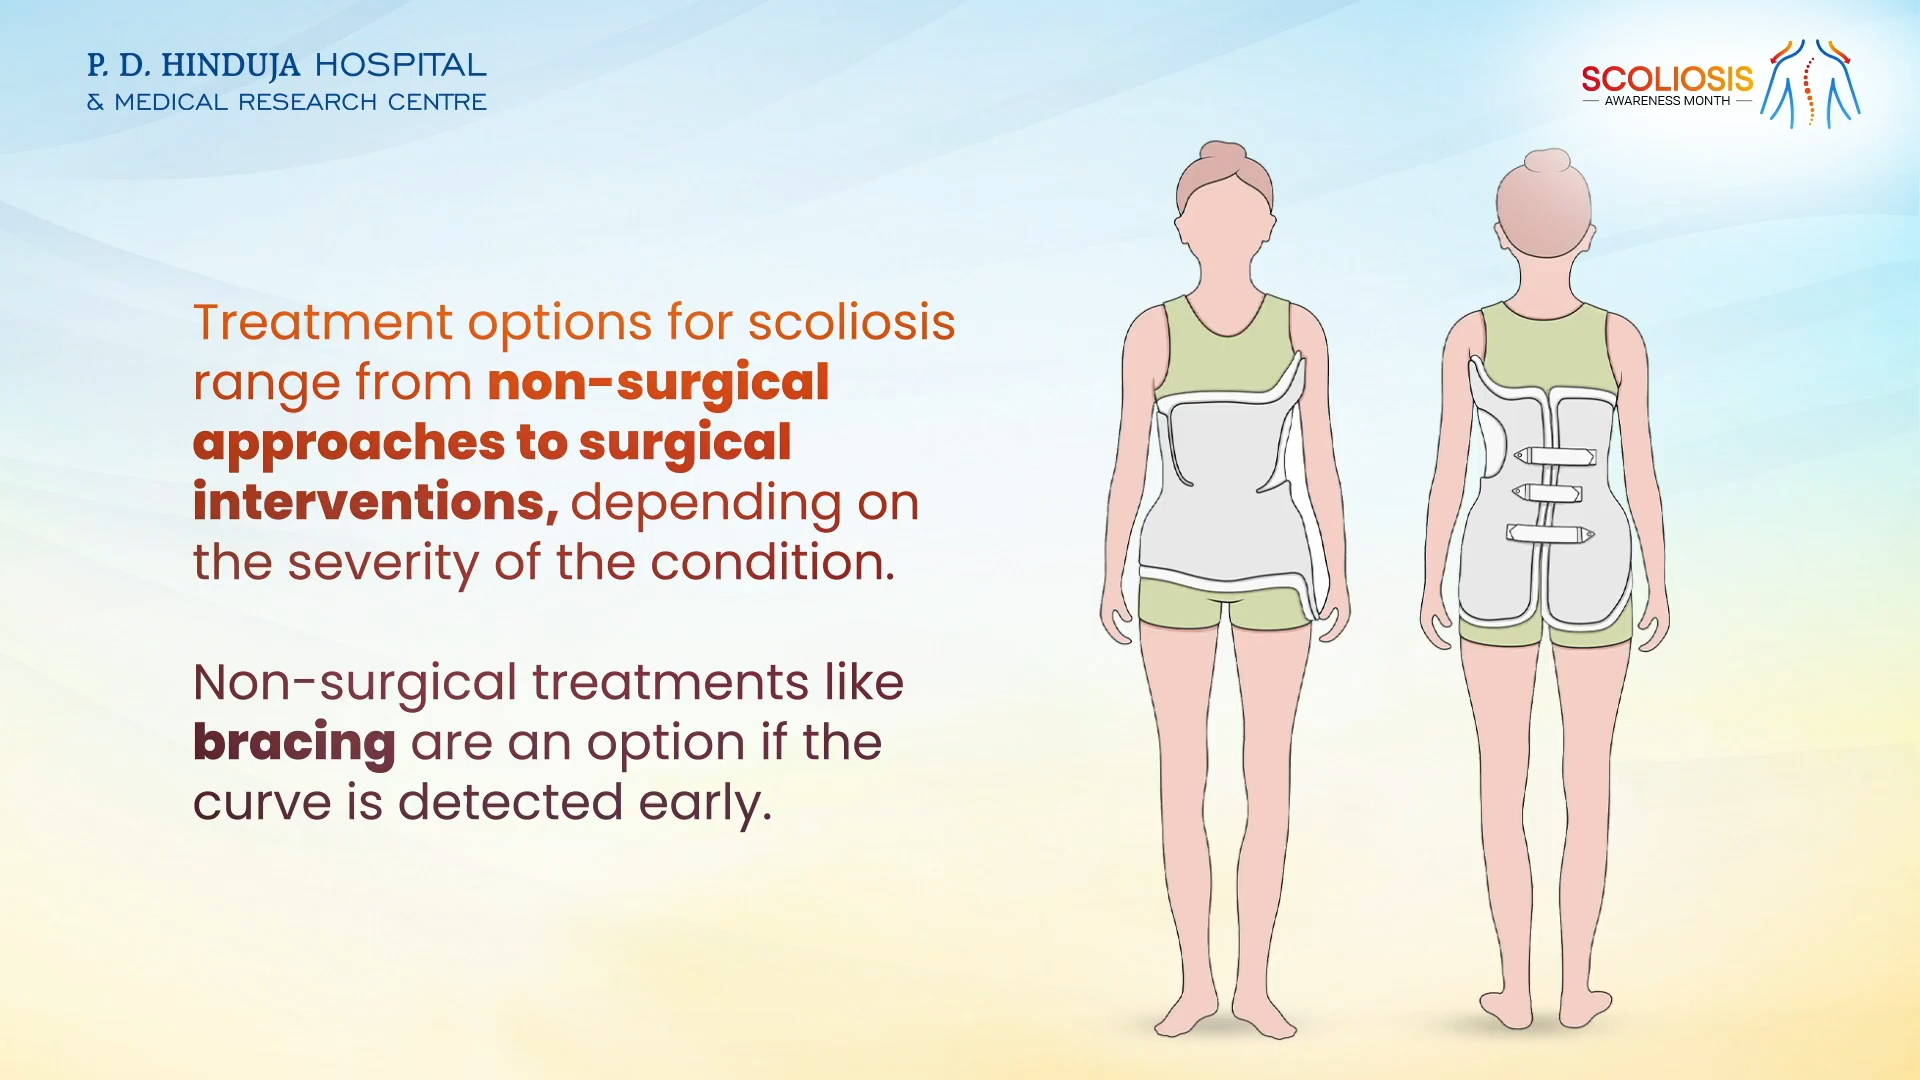 P. D. HINDUJA HOSPITAL
& MEDICAL RESEARCH CENTRE
SCOLIOSIS
AWARENESS MONTH
Treatment options for scoliosis
range from non-surgical
approaches to surgical
interventions, depending on
the severity of the condition.
Non-surgical treatments like
bracing are an option if the
curve is detected early.